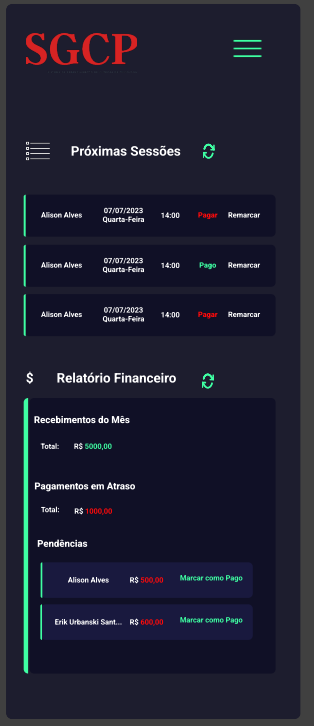 SGCP
Próximas Sessões
Alison Alves 07/07/2023 Quarta-Feira 14:00 Pagar Remarcar
Alison Alves 07/07/2023 Quarta-Feira 14:00 Pago Remarcar
Alison Alves 07/07/2023 Quarta-Feira 14:00 Pagar Remarcar
$ Relatório Financeiro
Recebimentos do Mês
Total: R$ 5000,00
Pagamentos em Atraso
Total: R$ 1000,00
Pendências
Alison Alves R$ 500,00 Marcar como Pago
Erik Urbanski Sant... R$ 600,00 Marcar como Pago